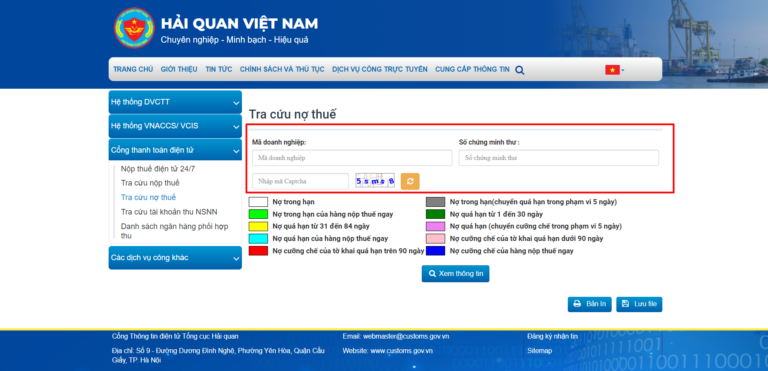 HẢI QUAN VIỆT NAM
Chuyên nghiệp - Minh bạch - Hiệu quả
TRANG CHỦ GIỚI THIỆU TIN TỨC CHÍNH SÁCH VÀ THỦ TỤC DỊCH VỤ CÔNG TRỰC TUYẾN CUNG CẤP THÔNG TIN
Hệ thống DVCTT
Hệ thống VNACCS/ VCIS
Cổng thanh toán điện tử
Nộp thuế điện tử 24/7
Tra cứu nộp thuế
Tra cứu nợ thuế
Tra cứu tài khoản thu NSNN
Danh sách ngân hàng phối hợp
thu
Các dịch vụ công khác
Tra cứu nợ thuế
Mã doanh nghiệp: Số chứng minh thư :
Mã doanh nghiệp Số chứng minh thư
Nhập mã Captcha 5sms8
Nợ trong hạn Nợ trong hạn(chuyển quá hạn trong phạm vi 5 ngày)
Nợ trong hạn của hàng nộp thuế ngay Nợ quá hạn từ 1 đến 30 ngày
Nợ quá hạn từ 31 đến 84 ngày Nợ quá hạn (chuyển cưỡng chế trong phạm vi 5 ngày)
Nợ quá hạn của hàng nộp thuế ngay Nợ cưỡng chế của tờ khai quá hạn dưới 90 ngày
Nợ cưỡng chế của tờ khai quá hạn trên 90 ngày Nợ cưỡng chế của hàng nộp thuế ngay
Xem thông tin
Bản in Lưu file
Cổng Thông tin điện tử Tổng cục Hải quan Email: webmaster@customs.gov.vn Đăng ký nhận tin
Địa chỉ: Số 9 - Đường Dương Đình Nghệ, Phường Yên Hòa, Quận Cầu Website: www.customs.gov.vn Sitemap
Giấy, TP. Hà Nội